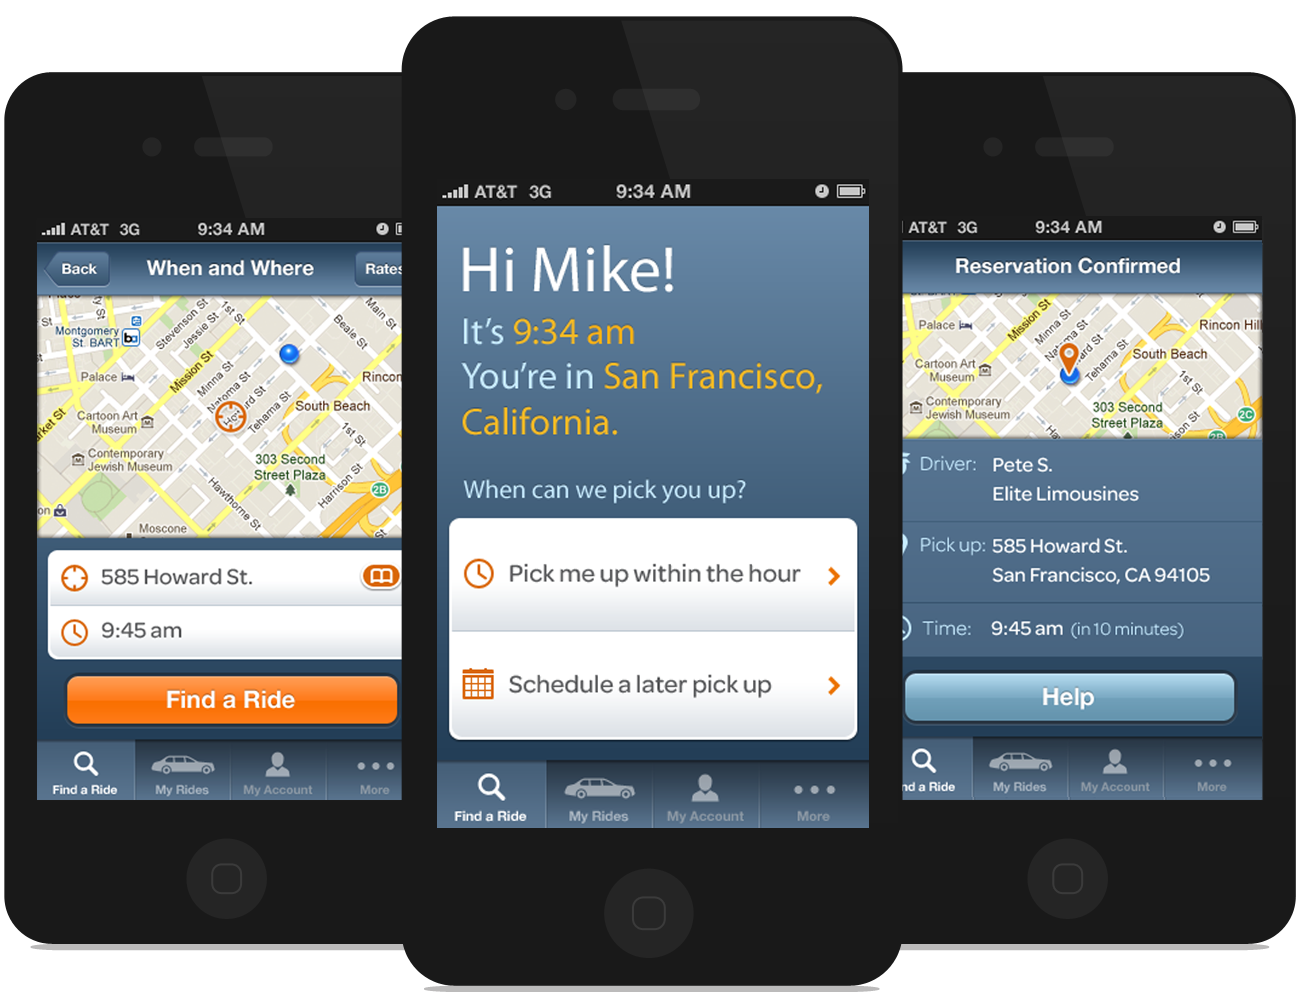 AT&T 3G 9:34 AM
Back
When and Where
Rates
Montgomery
St. BART
Stevenson St
Jessie St
1st St
Main St
Beale St
Palace
Mission St
Minna St
Natoma St
Tehama St
Rincon
Cartoon Art
Museum
South Beach
Contemporary
Jewish Museum
303 Second
Street Plaza
Hawthorne St
Harrison St
Moscone
585 Howard St.
9:45 am
Find a Ride
Find a Ride
My Rides
My Account
More
AT&T 3G 9:34 AM
Hi Mike!
It's 9:34 am
You're in San Francisco,
California.
When can we pick you up?
Pick me up within the hour
Schedule a later pick up
Find a Ride
My Rides
My Account
More
AT&T 3G 9:34 AM
Reservation Confirmed
Mission St
Palace
Minna St
Rincon Hill
South Beach
Cartoon Art
Museum
Tehama St
1st St
Contemporary
Jewish Museum
303 Second
Street Plaza
Driver: Pete S.
Elite Limousines
Pick up: 585 Howard St.
San Francisco, CA 94105
Time: 9:45 am (in 10 minutes)
Help
nd a Ride
My Rides
My Account
More